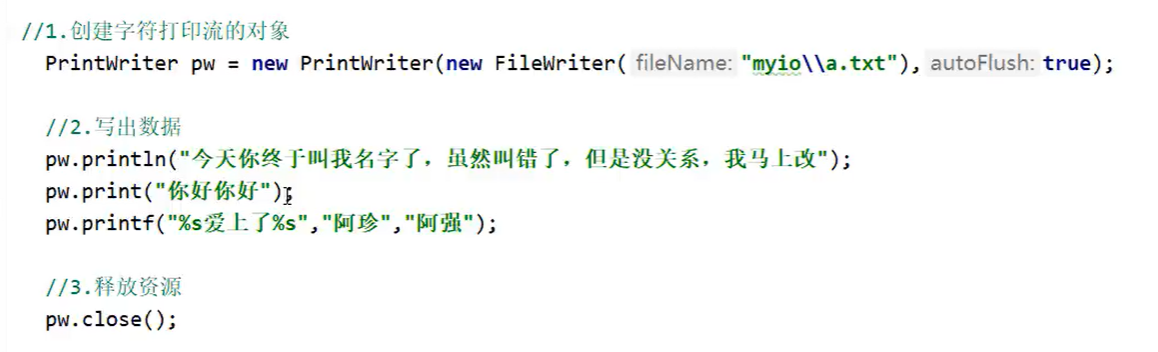 //1.创建字符打印流的对象
PrintWriter pw = new PrintWriter(new FileWriter( fileName: "myio\\a.txt"), autoFlush: true);
//2.写出数据
pw.println("今天你终于叫我名字了，虽然叫错了，但是没关系，我马上改");
pw.print("你好你好");
pw.printf("%s爱上了%s","阿珍","阿强");
//3.释放资源
pw.close();